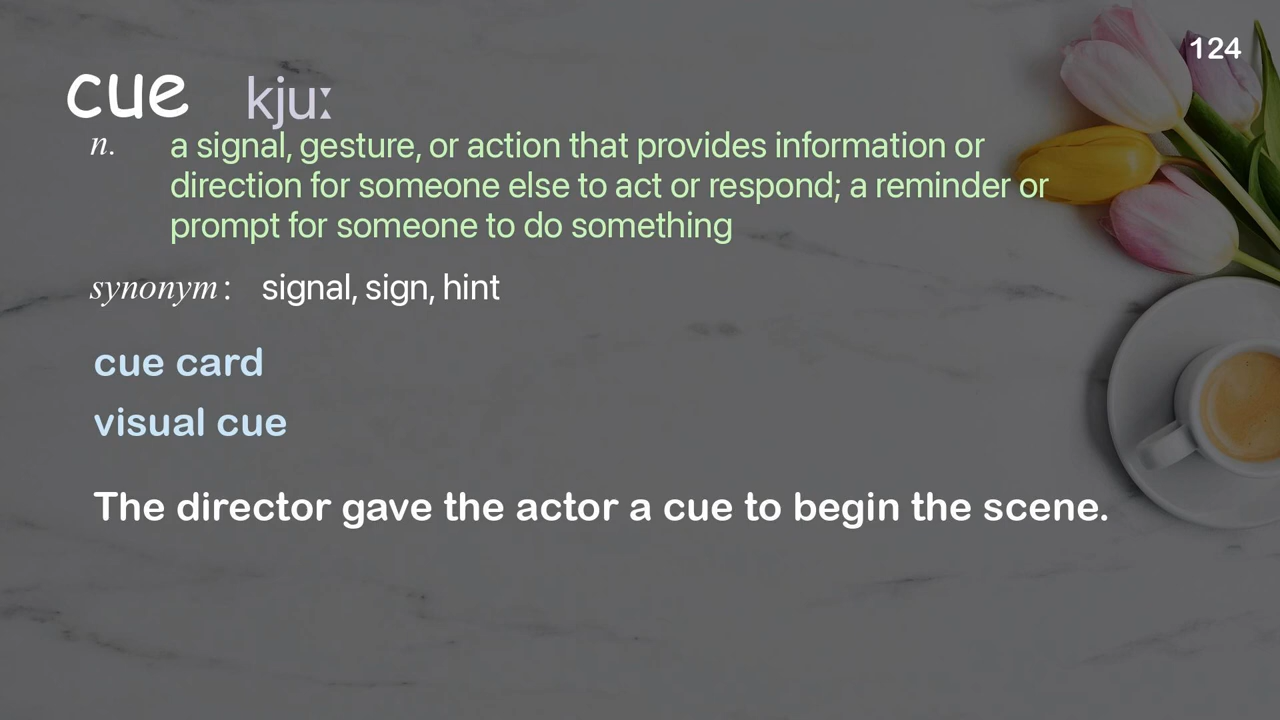 124
cue kjuː
n. a signal, gesture, or action that provides information or
direction for someone else to act or respond; a reminder or
prompt for someone to do something
synonym : signal, sign, hint
cue card
visual cue
The director gave the actor a cue to begin the scene.